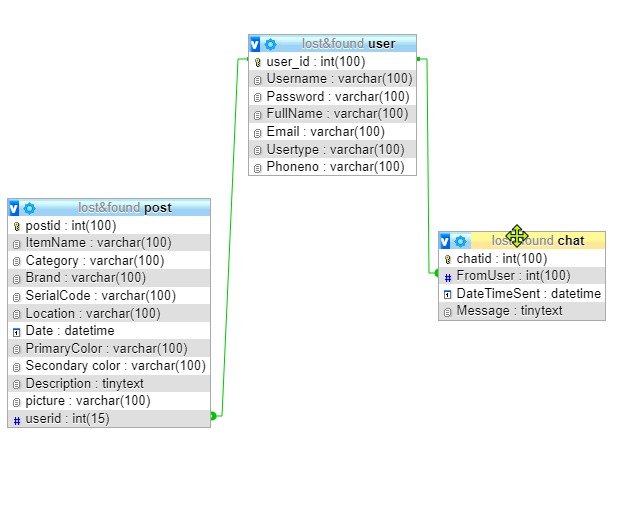 lost&found user
user_id : int(100)
Username : varchar(100)
Password : varchar(100)
FullName : varchar(100)
Email : varchar(100)
Usertype : varchar(100)
Phoneno : varchar(100)
lost&found post
postid : int(100)
ItemName : varchar(100)
Category : varchar(100)
Brand : varchar(100)
SerialCode : varchar(100)
Location : varchar(100)
Date : datetime
PrimaryColor : varchar(100)
Secondary color : varchar(100)
Description : tinytext
picture : varchar(100)
userid : int(15)
lost&found chat
chatid : int(100)
FromUser : int(100)
DateTimeSent : datetime
Message : tinytext